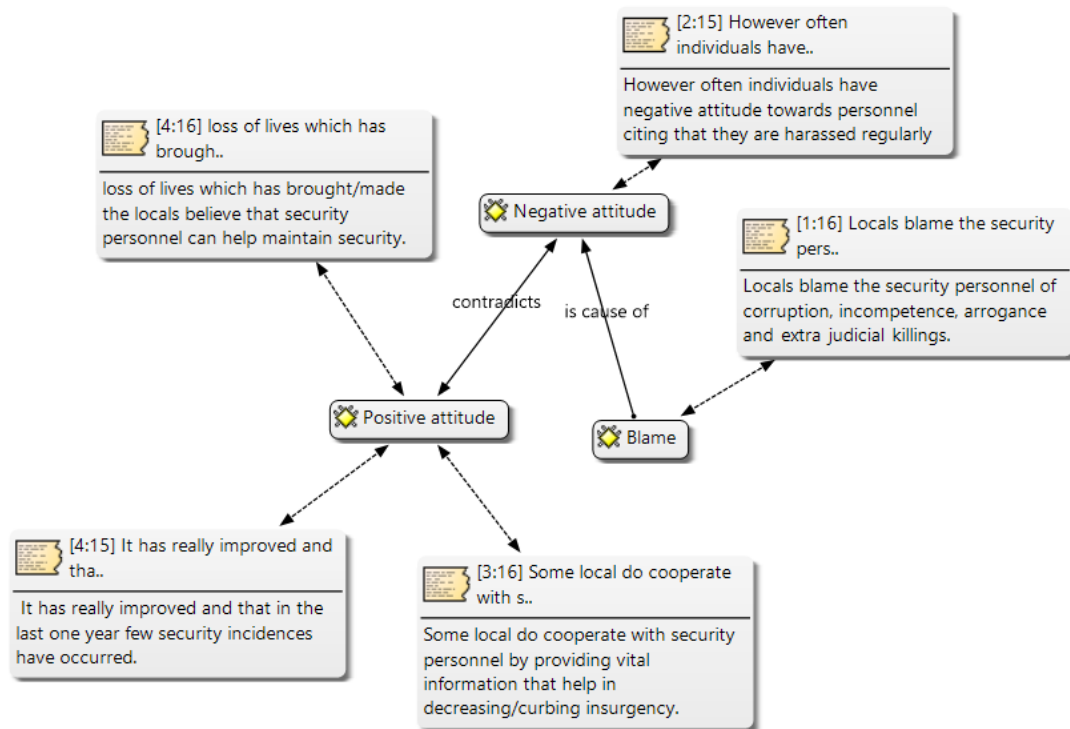 [2:15] However often
individuals have..
However often individuals have
negative attitude towards personnel
citing that they are harassed regularly
[4:16] loss of lives which has
brough..
loss of lives which has brought/made
the locals believe that security
personnel can help maintain security.
Negative attitude
[1:16] Locals blame the security
pers..
Locals blame the security personnel of
corruption, incompetence, arrogance
and extra judicial killings.
contradicts
is cause of
Positive attitude
Blame
[4:15] It has really improved and
tha..
It has really improved and that in the
last one year few security incidences
have occurred.
[3:16] Some local do cooperate
with s..
Some local do cooperate with security
personnel by providing vital
information that help in
decreasing/curbing insurgency.